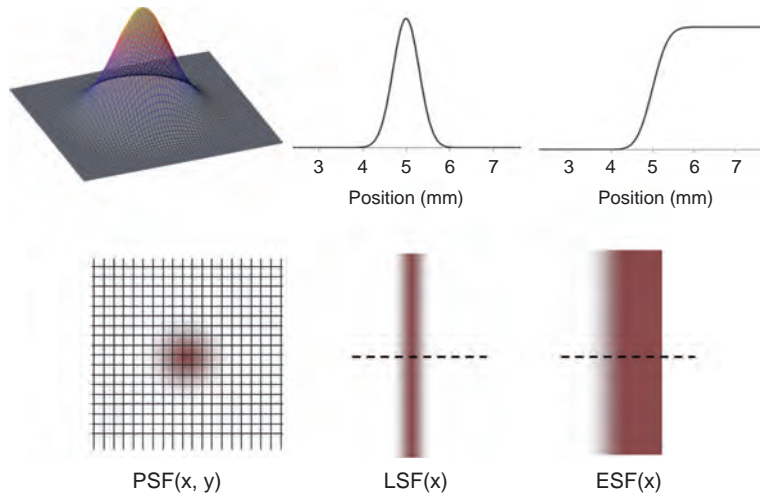 3 4 5 6 7
Position (mm)
3 4 5 6 7
Position (mm)
PSF(x, y)
LSF(x)
ESF(x)